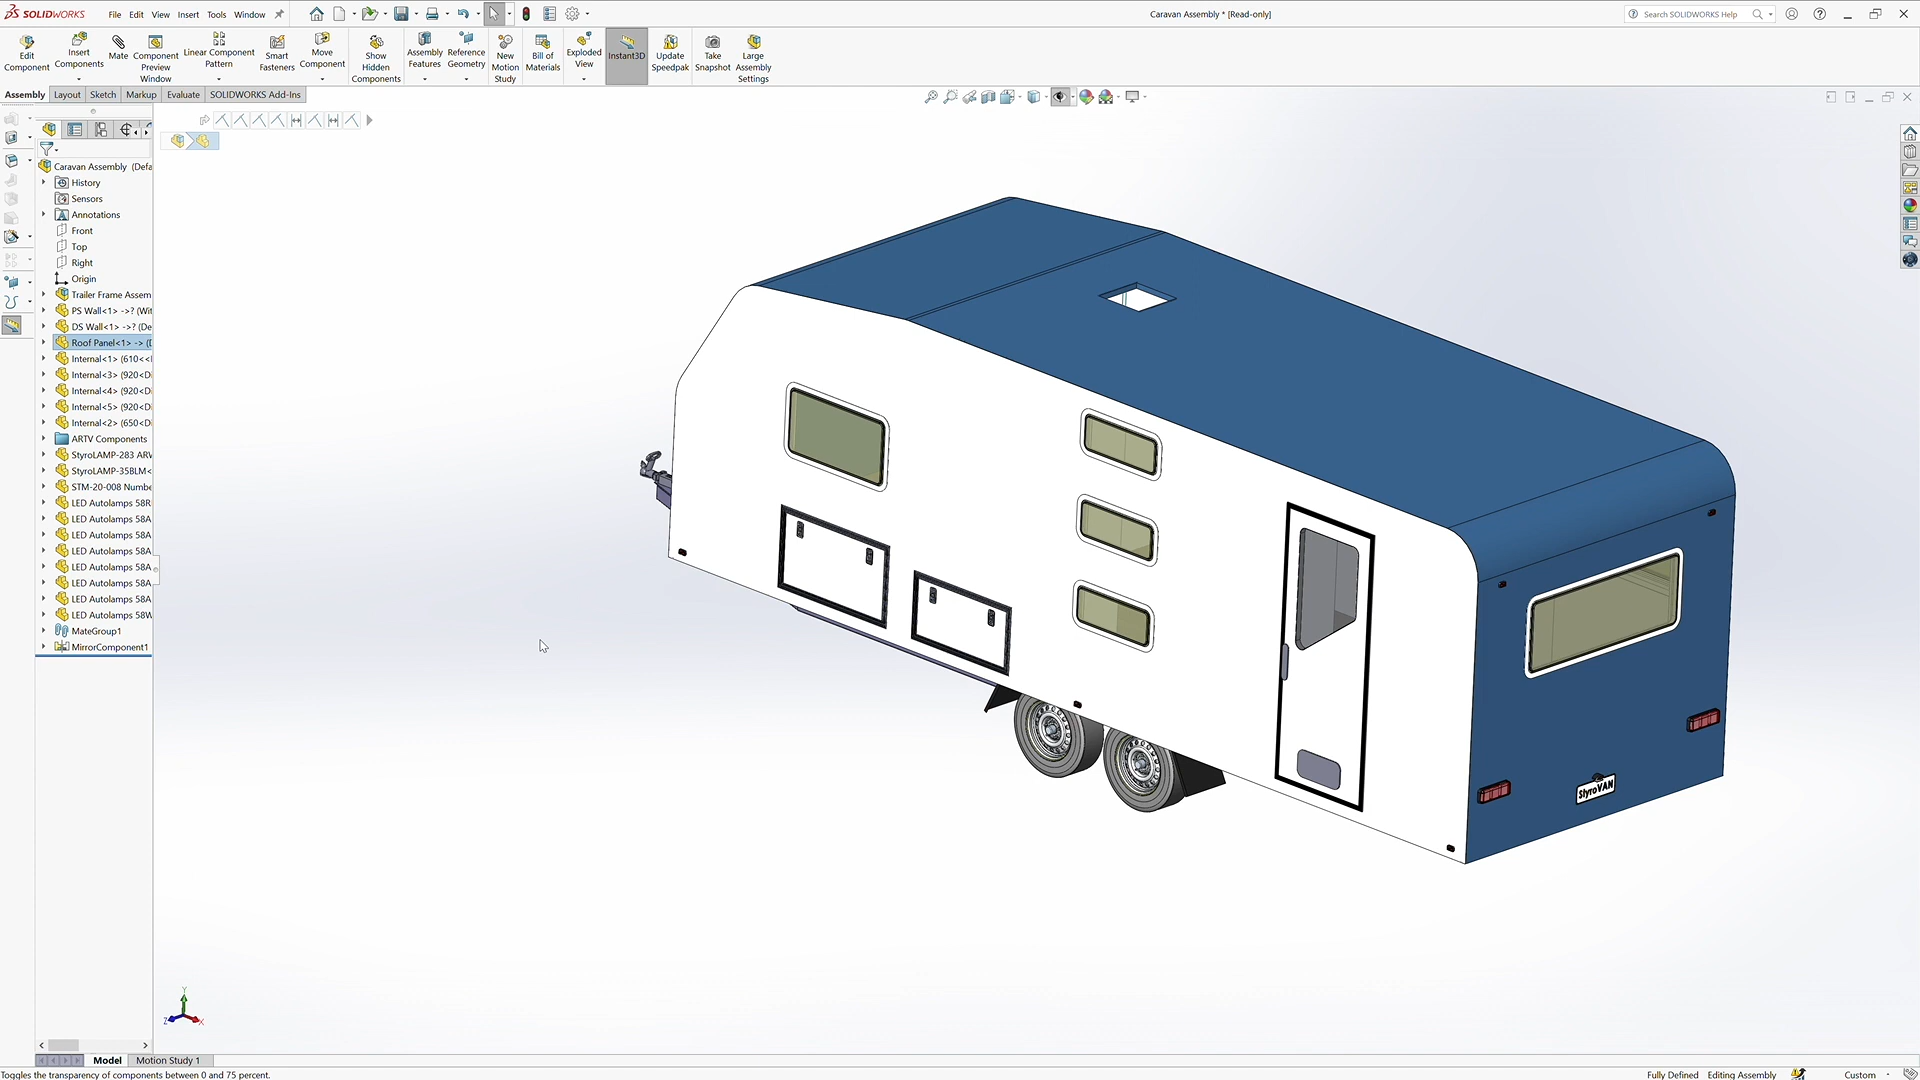 SOLIDWORKS
File Edit View Insert Tools Window
Caravan Assembly * [Read-only]
Search SOLIDWORKS Help
Edit Component
Insert Components
Mate
Component Preview Window
Linear Component Pattern
Smart Fasteners
Move Component
Show Hidden Components
Assembly Features
Reference Geometry
New Motion Study
Bill of Materials
Exploded View
Instant3D
Update Speedpak
Take Snapshot
Large Assembly Settings
Assembly Layout Sketch Markup Evaluate SOLIDWORKS Add-Ins
Caravan Assembly (Defa
History
Sensors
Annotations
Front
Top
Right
Origin
Trailer Frame Assem
PS Wall<1> ->? (Wit
DS Wall<1> ->? (De
Roof Panel<1> -> (D
Internal<1> (610<<
Internal<3> (920<Di
Internal<4> (920<Di
Internal<5> (920<Di
Internal<2> (650<Di
ARTV Components
StyroLAMP-283 ARV
StyroLAMP-35BLM<
STM-20-008 Numbe
LED Autolamps 58R
LED Autolamps 58A
LED Autolamps 58A
LED Autolamps 58A
LED Autolamps 58A
LED Autolamps 58A
LED Autolamps 58A
LED Autolamps 58W
MateGroup1
MirrorComponent1
StyroVAN
Y
Z X
Model Motion Study 1
Toggles the transparency of components between 0 and 75 percent.
Fully Defined Editing Assembly Custom